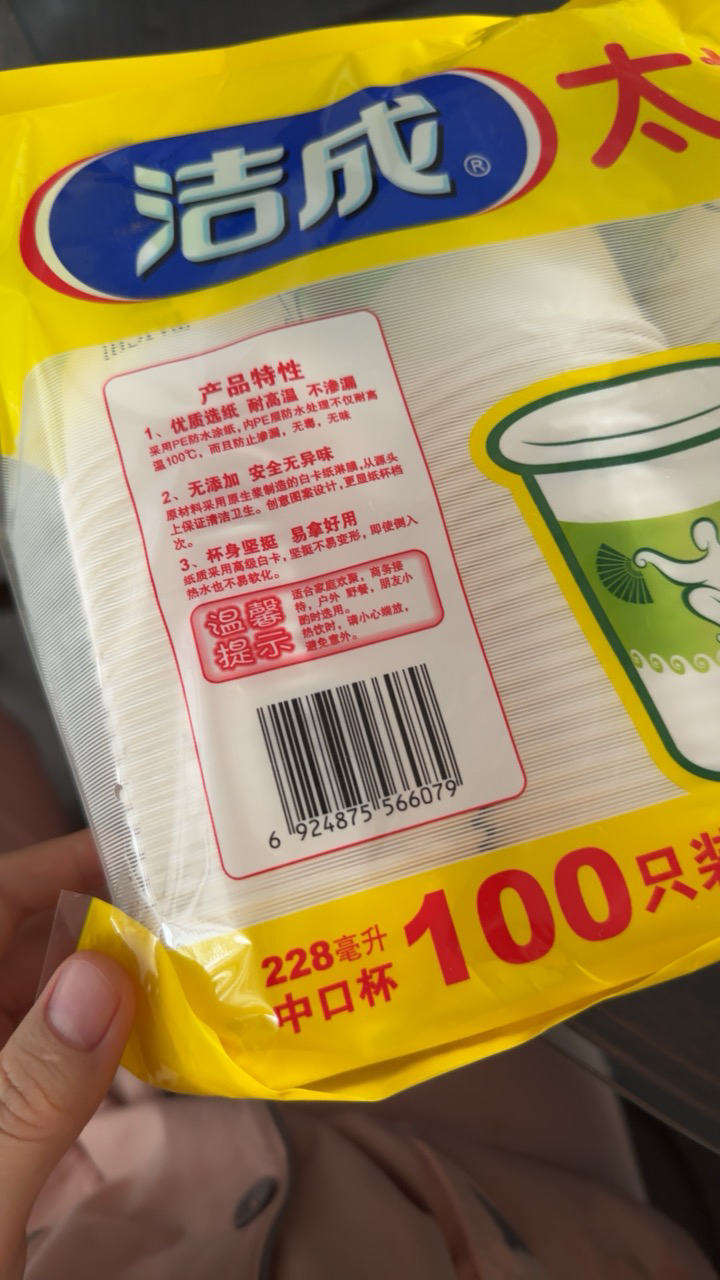 洁成®
太
产品特性
1、优质选纸 耐高温 不渗漏
采用PE防水涂纸,内PE层防水处理不仅耐高
温100℃,而且防止渗漏,无毒,无味
2、无添加 安全无异味
原材料采用原生浆制造的白卡纸淋膜,从源头
上保证清洁卫生。创意图案设计,更显纸杯档
次。
3、杯身坚挺 易拿好用
纸质采用高级白卡,坚挺不易变形,即使倒入
热水也不易软化。
温馨
提示
适合家庭欢聚,商务接
待,户外 野餐,朋友小
酌时选用。
热饮时,请小心端放,
避免意外。
6 924875 566079
228毫升
中口杯
100只装